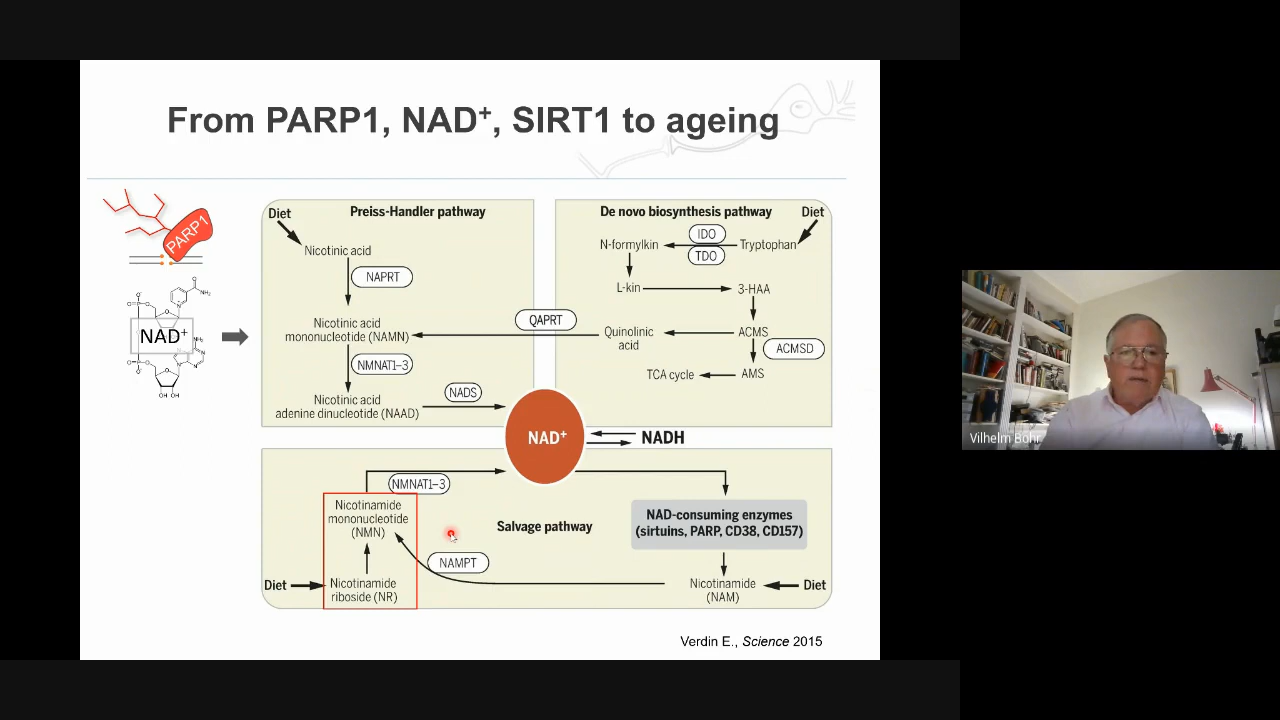 From PARP1, NAD+, SIRT1 to ageing
PARP1
NAD+
NH₂
NH₂
OH OH
Diet
Preiss-Handler pathway
Nicotinic acid
NAPRT
Nicotinic acid
mononucleotide (NAMN)
NMNAT1–3
Nicotinic acid
adenine dinucleotide (NAAD)
NADS
QAPRT
De novo biosynthesis pathway
Diet
N-formylkin
IDO
TDO
Tryptophan
L-kin
3-HAA
Quinolinic
acid
ACMS
ACMSD
TCA cycle
AMS
NAD+
NADH
NMNAT1–3
Nicotinamide
mononucleotide
(NMN)
Salvage pathway
NAD-consuming enzymes
(sirtuins, PARP, CD38, CD157)
NAMPT
Diet
Nicotinamide
riboside (NR)
Nicotinamide
(NAM)
Diet
Verdin E., Science 2015
Vilhelm Bohr